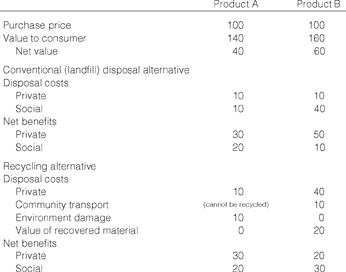 Product A Product B
Purchase price 100 100
Value to consumer 140 160
Net value 40 60
Conventional (landfill) disposal alternative
Disposal costs
Private 10 10
Social 10 40
Net benefits
Private 30 50
Social 20 10
Recycling alternative
Disposal costs
Private 10 40
Community transport (cannot be recycled) 10
Environment damage 10 0
Value of recovered material 0 20
Net benefits
Private 30 20
Social 20 30